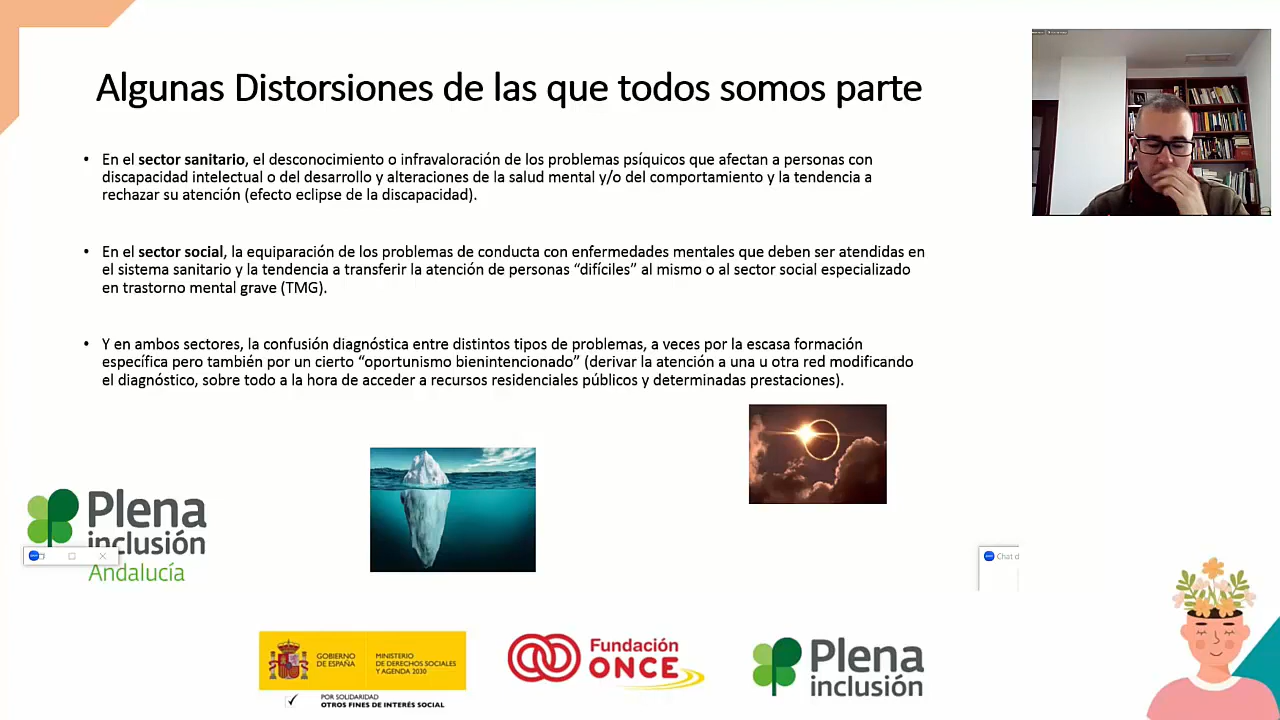 Algunas Distorsiones de las que todos somos parte
• En el sector sanitario, el desconocimiento o infravaloración de los problemas psíquicos que afectan a personas con
discapacidad intelectual o del desarrollo y alteraciones de la salud mental y/o del comportamiento y la tendencia a
rechazar su atención (efecto eclipse de la discapacidad).
• En el sector social, la equiparación de los problemas de conducta con enfermedades mentales que deben ser atendidas en
el sistema sanitario y la tendencia a transferir la atención de personas “difíciles” al mismo o al sector social especializado
en trastorno mental grave (TMG).
• Y en ambos sectores, la confusión diagnóstica entre distintos tipos de problemas, a veces por la escasa formación
específica pero también por un cierto “oportunismo bienintencionado” (derivar la atención a una u otra red modificando
el diagnóstico, sobre todo a la hora de acceder a recursos residenciales públicos y determinadas prestaciones).
Plena
inclusión
Andalucía
Chat d
GOBIERNO
DE ESPAÑA
MINISTERIO
DE DERECHOS SOCIALES
Y AGENDA 2030
POR SOLIDARIDAD
OTROS FINES DE INTERÉS SOCIAL
Fundación
ONCE
Plena
inclusión